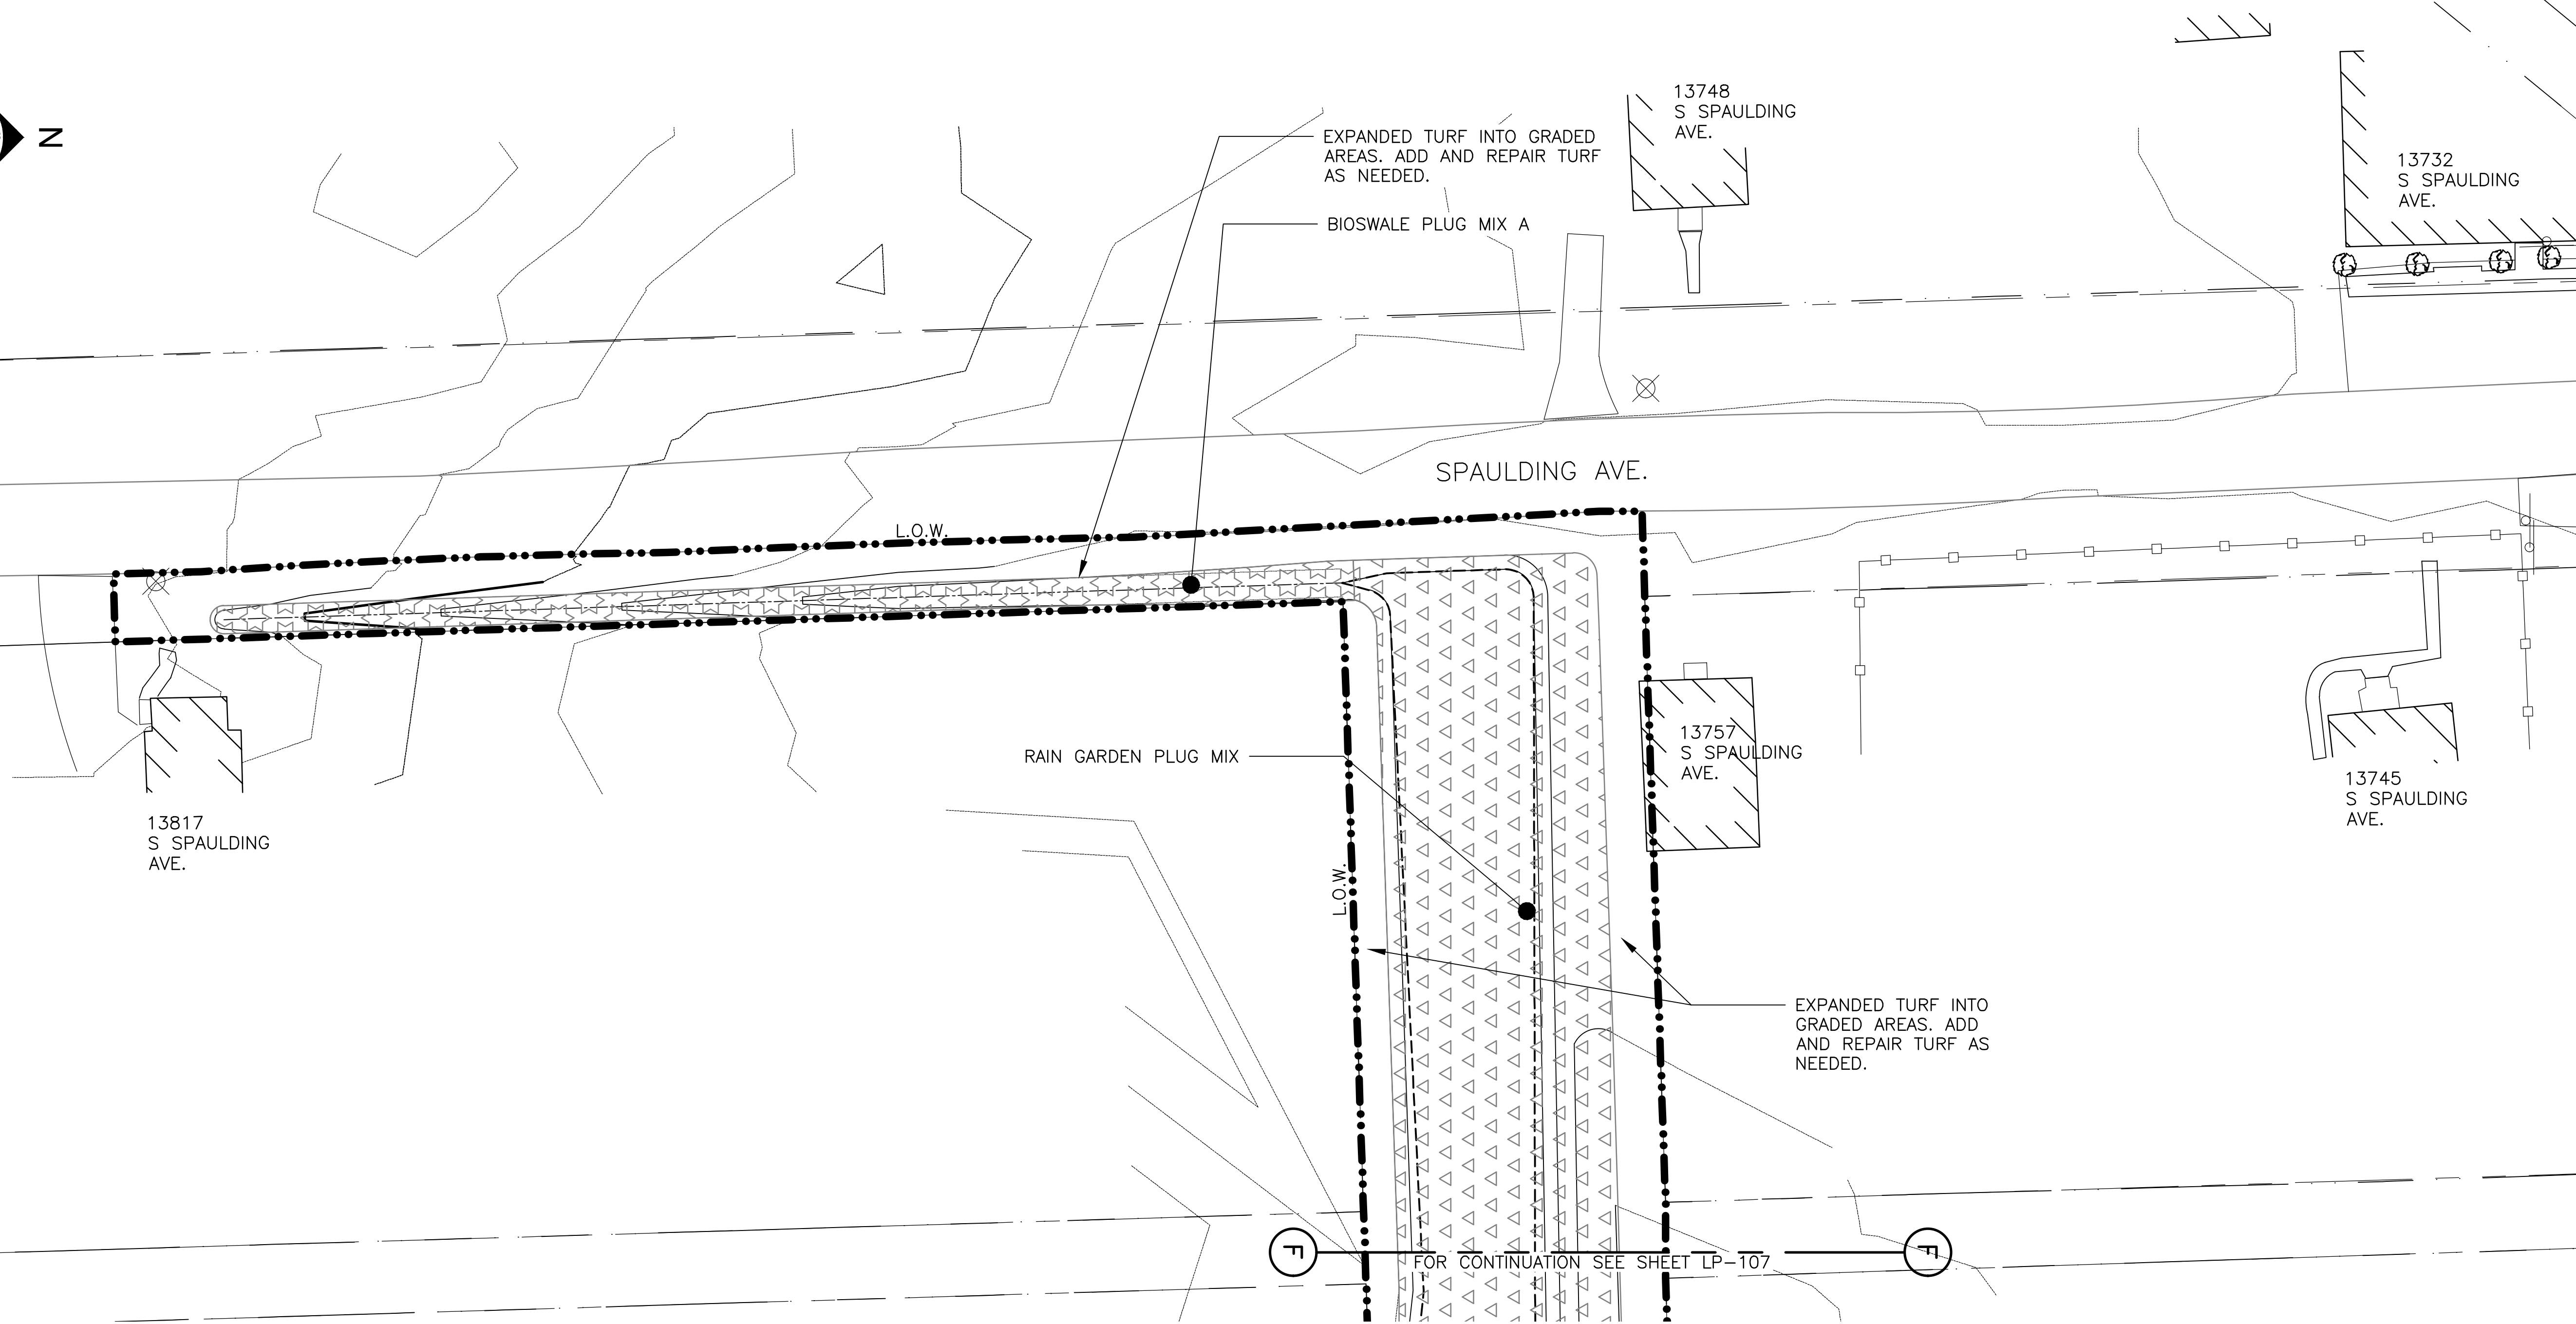 N
13748
S SPAULDING
AVE.
13732
S SPAULDING
AVE.
EXPANDED TURF INTO GRADED
AREAS. ADD AND REPAIR TURF
AS NEEDED.
BIOSWALE PLUG MIX A
SPAULDING AVE.
L.O.W.
RAIN GARDEN PLUG MIX
13757
S SPAULDING
AVE.
13745
S SPAULDING
AVE.
13817
S SPAULDING
AVE.
L.O.W.
EXPANDED TURF INTO
GRADED AREAS. ADD
AND REPAIR TURF AS
NEEDED.
F
F
FOR CONTINUATION SEE SHEET LP-107